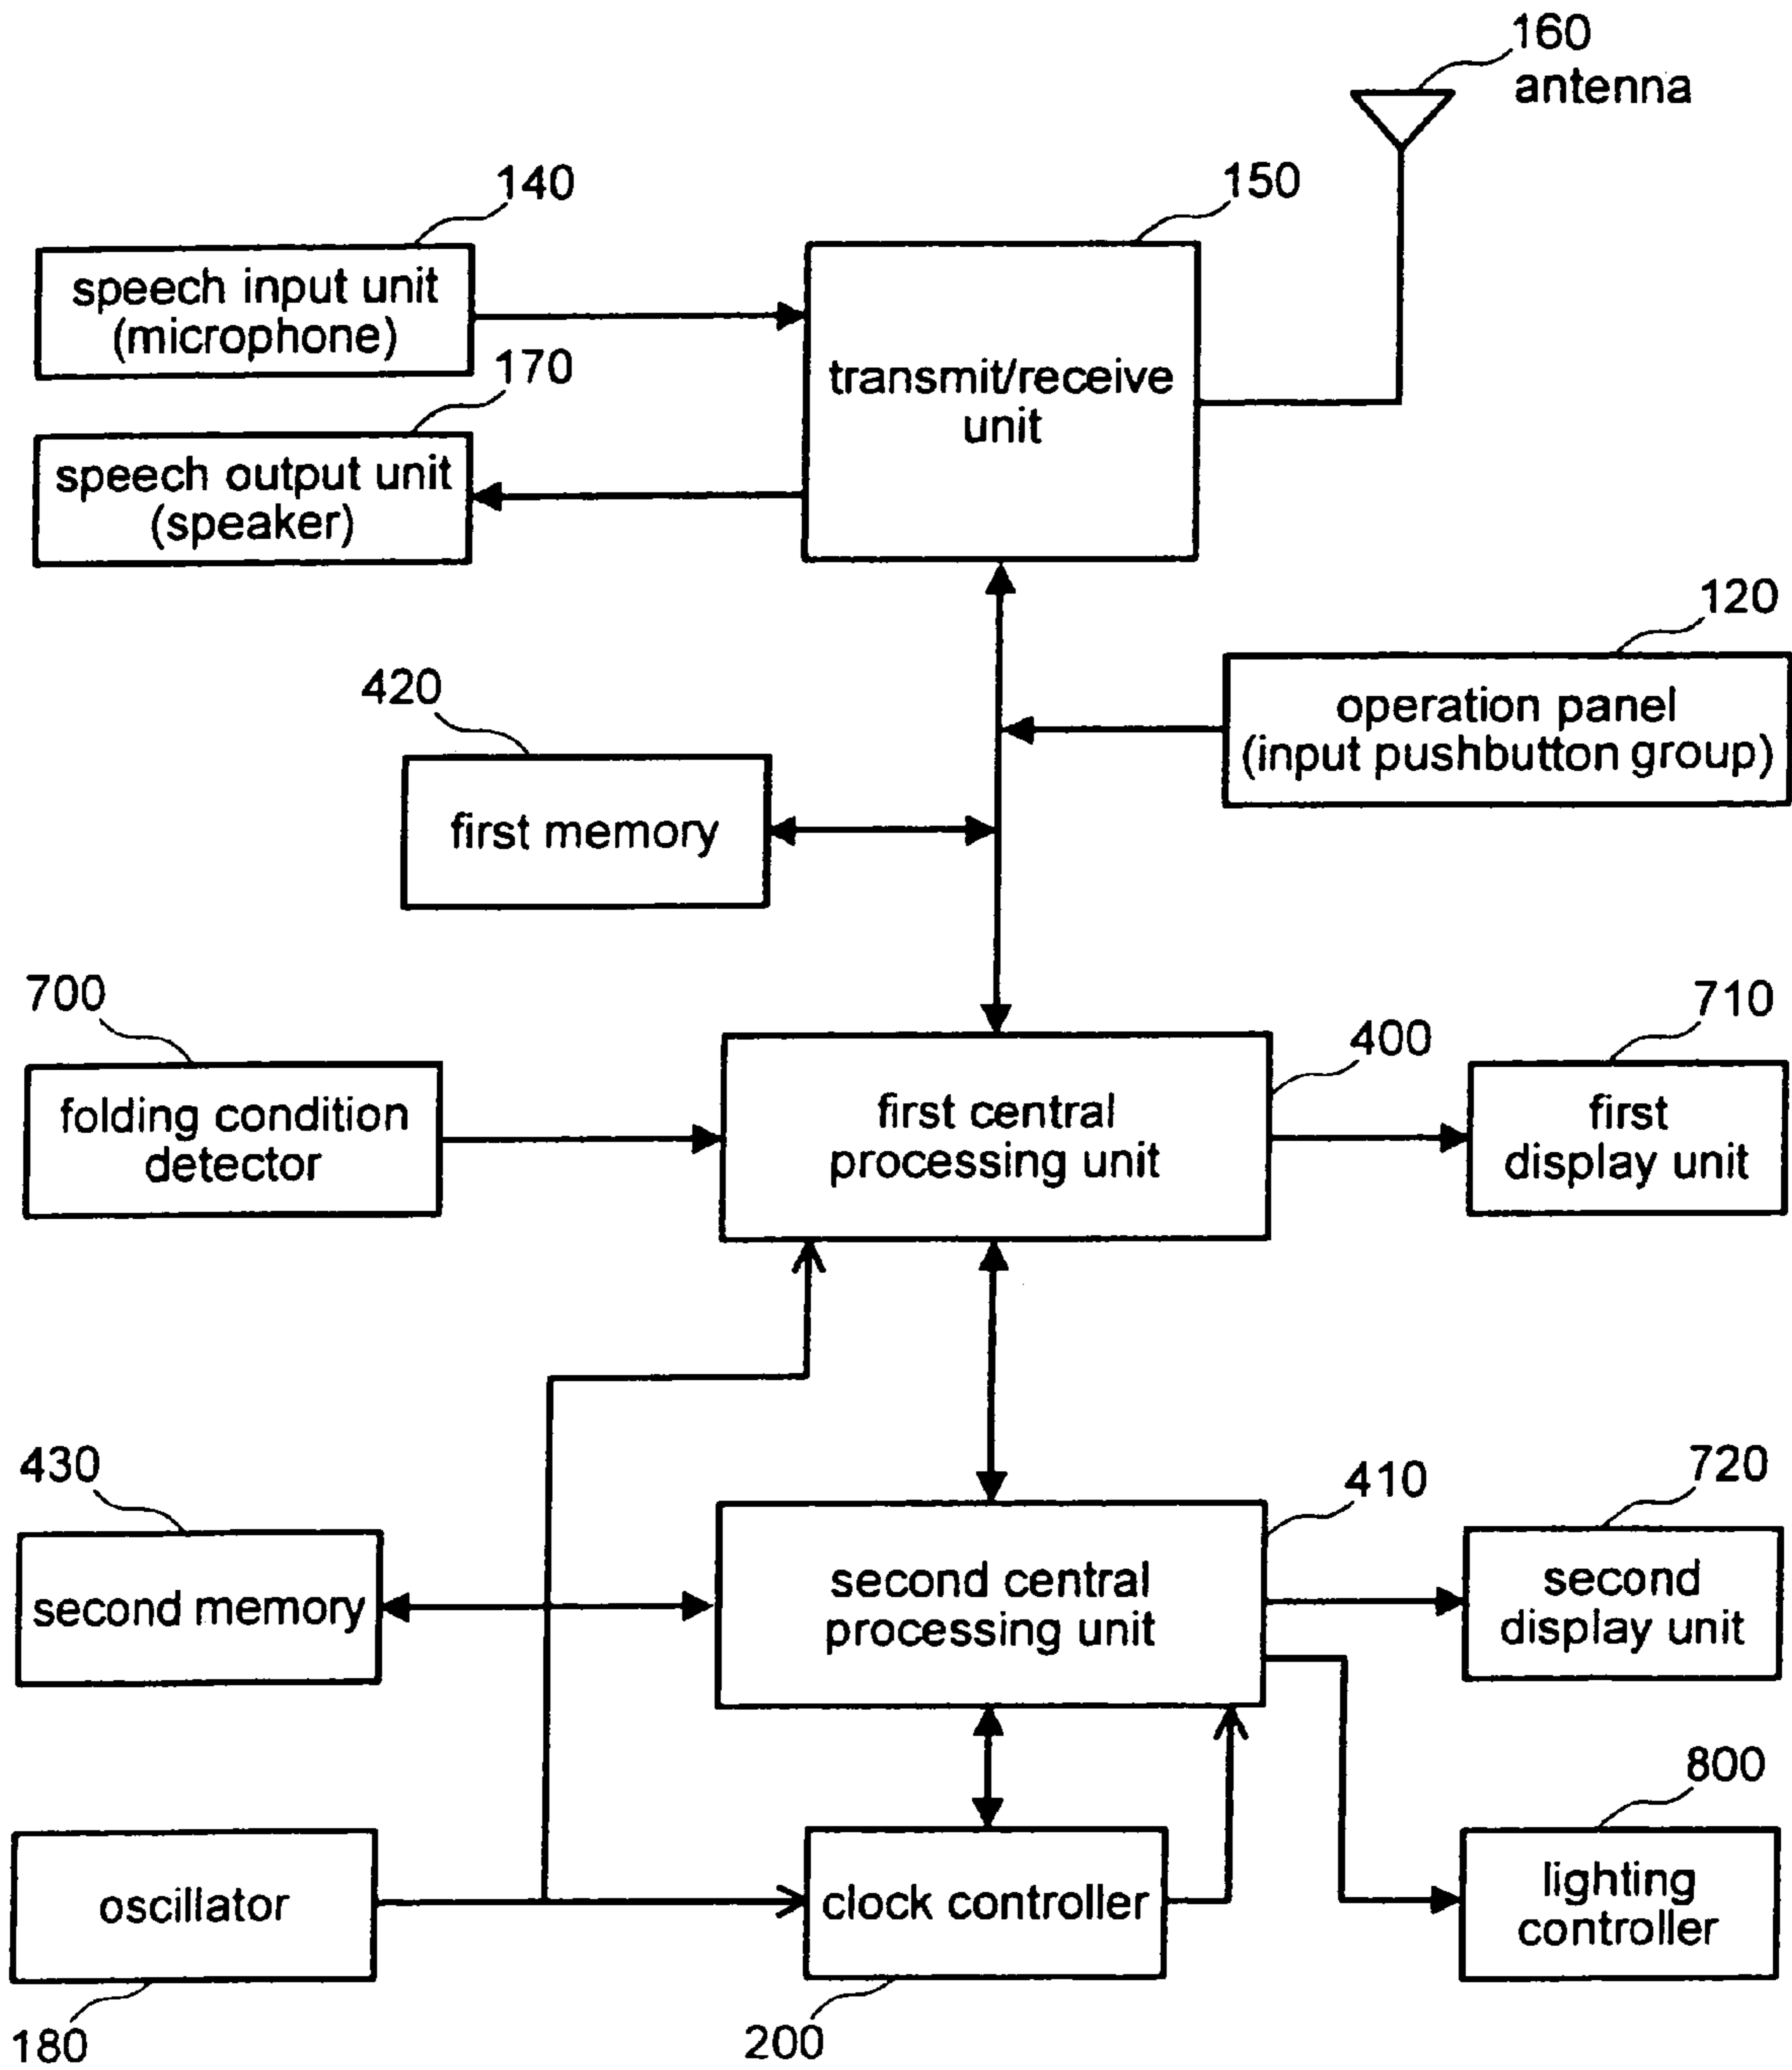 160
antenna
140
150
speech input unit
(microphone)
170
transmit/receive
unit
speech output unit
(speaker)
120
420
operation panel
(input pushbutton group)
first memory
700
400
710
folding condition
detector
first central
processing unit
first
display unit
430
410
720
second memory
second central
processing unit
second
display unit
800
oscillator
clock controller
lighting
controller
180
200